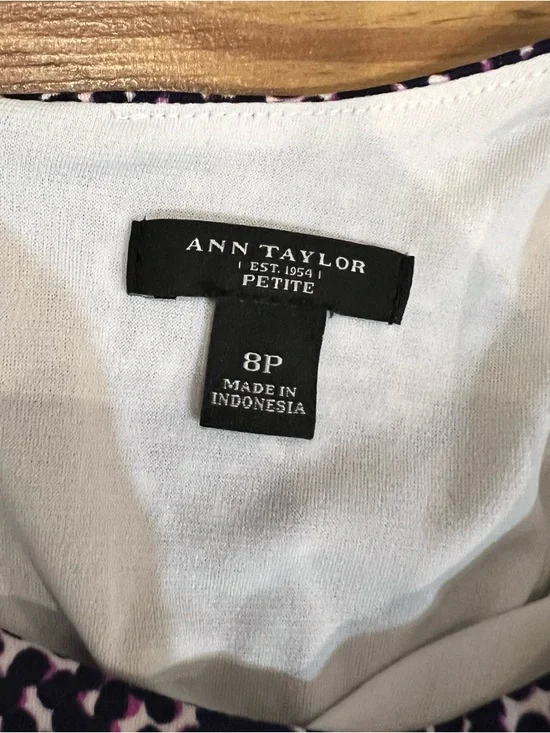 ANN TAYLOR
| EST. 1954 |
PETITE
8P
MADE IN
INDONESIA